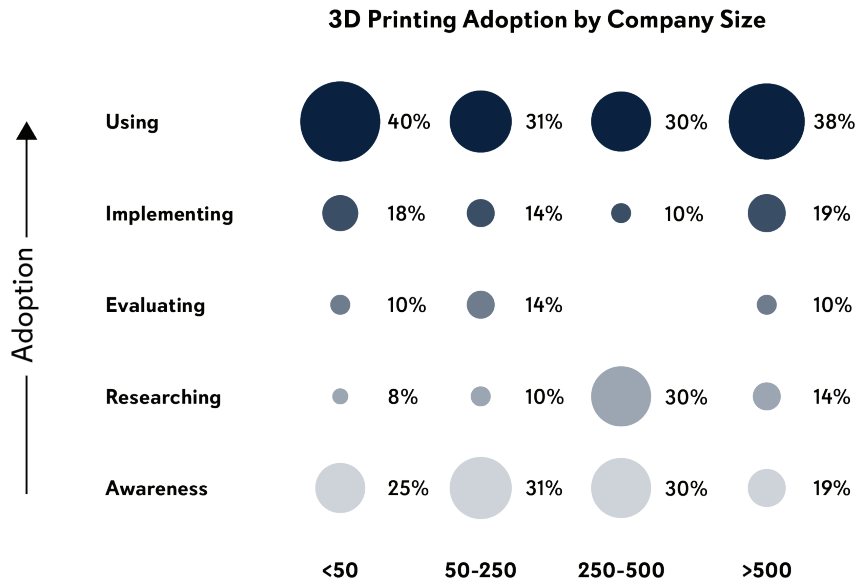 3D Printing Adoption by Company Size
Using 40% 31% 30% 38%
Implementing 18% 14% 10% 19%
Evaluating 10% 14% 10%
Researching 8% 10% 30% 14%
Awareness 25% 31% 30% 19%
<50 50-250 250-500 >500
Adoption